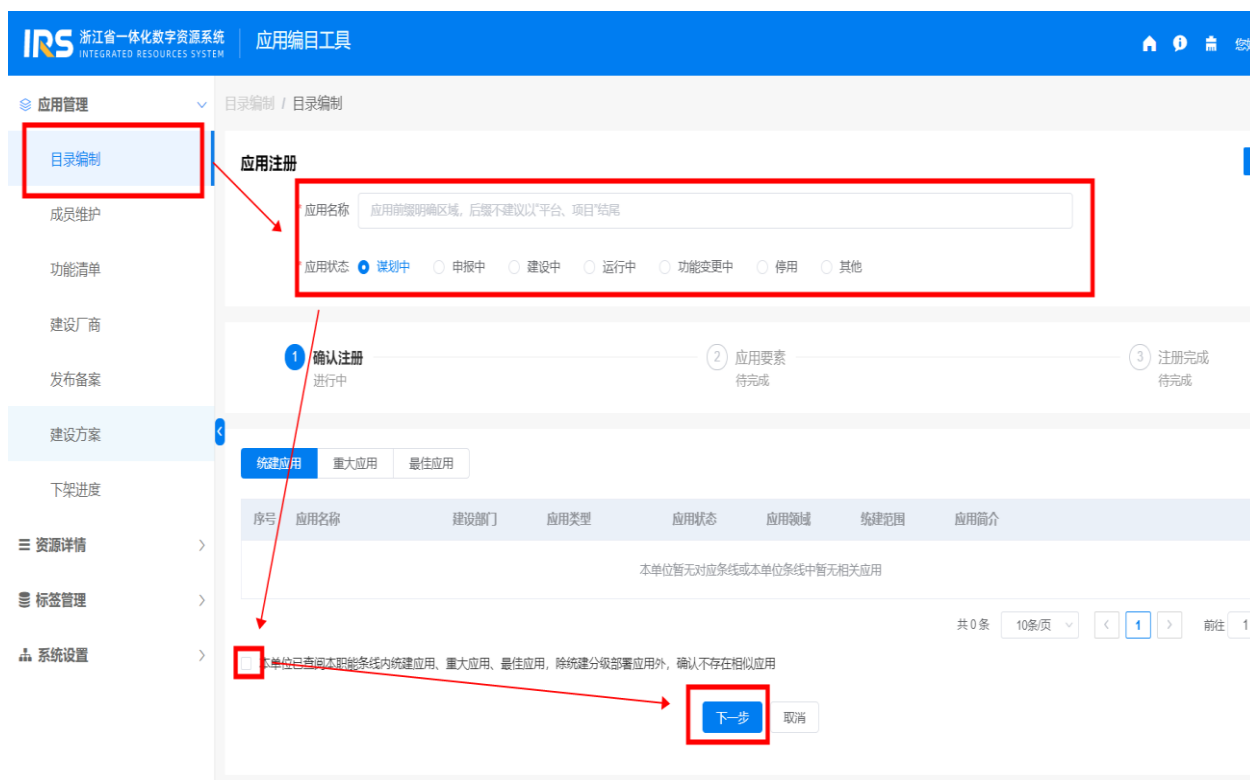 IRS 浙江省一体化数字资源系统 应用编目工具
INTEGRATED RESOURCES SYSTEM
应用管理
目录编制 / 目录编制
目录编制
应用注册
* 应用名称 应用前缀明确区域，后缀不建议以“平台、项目”结尾
成员维护
* 应用状态 谋划中 申报中 建设中 运行中 功能变更中 停用 其他
功能清单
建设厂商
1 确认注册 2 应用要素 3 注册完成
进行中 待完成 待完成
发布备案
建设方案
统建应用 重大应用 最佳应用
下架进度
序号 应用名称 建设部门 应用类型 应用状态 应用领域 统建范围 应用简介
资源详情
本单位暂无对应条线或本单位条线中暂无相关应用
标签管理
共 0 条 10条/页 1 前往 1
系统设置
本单位已查阅本职能条线内统建应用、重大应用、最佳应用，除统建分级部署应用外，确认不存在相似应用
下一步 取消